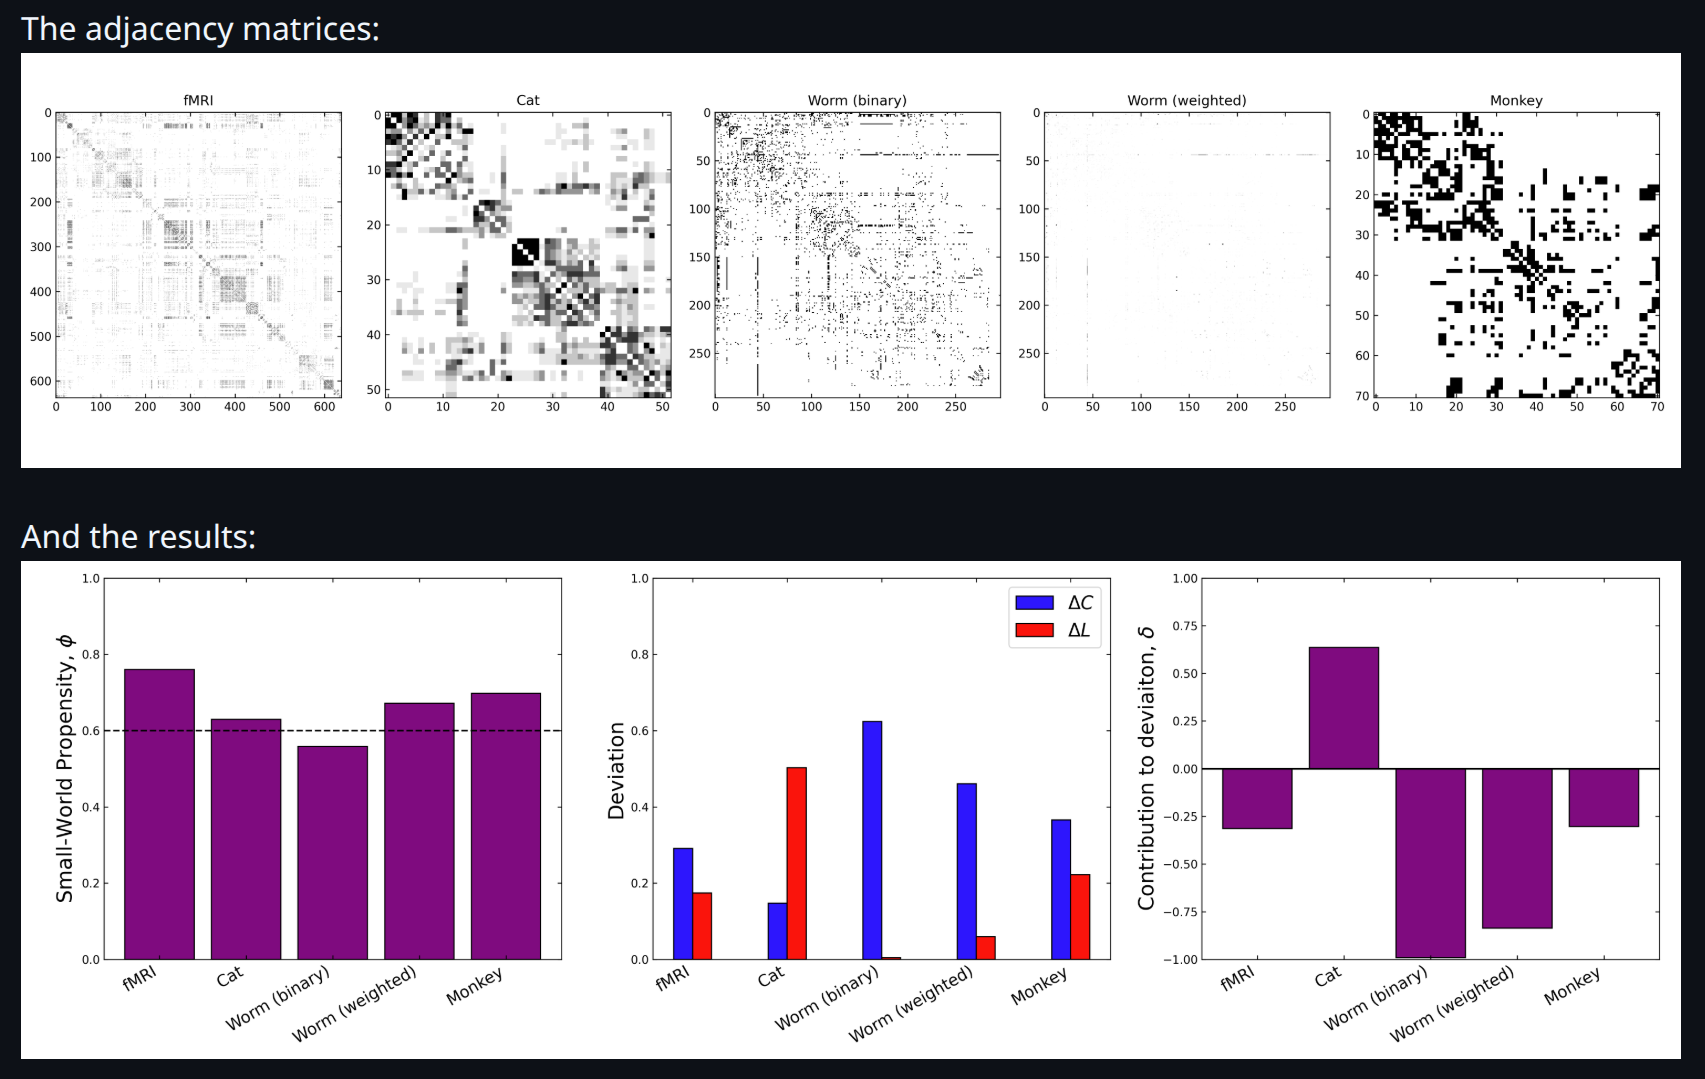 The adjacency matrices:
fMRI
0
100
200
300
400
500
600
0 100 200 300 400 500 600
Cat
0
10
20
30
40
50
0 10 20 30 40 50
Worm (binary)
0
50
100
150
200
250
0 50 100 150 200 250
Worm (weighted)
0
50
100
150
200
250
0 50 100 150 200 250
Monkey
0
10
20
30
40
50
60
70
0 10 20 30 40 50 60 70
And the results:
Small-World Propensity, ϕ
1.0
0.8
0.6
0.4
0.2
0.0
fMRI
Cat
Worm (binary)
Worm (weighted)
Monkey
Deviation
1.0
0.8
0.6
0.4
0.2
0.0
ΔC
ΔL
fMRI
Cat
Worm (binary)
Worm (weighted)
Monkey
Contribution to deviaiton, δ
1.00
0.75
0.50
0.25
0.00
−0.25
−0.50
−0.75
−1.00
fMRI
Cat
Worm (binary)
Worm (weighted)
Monkey